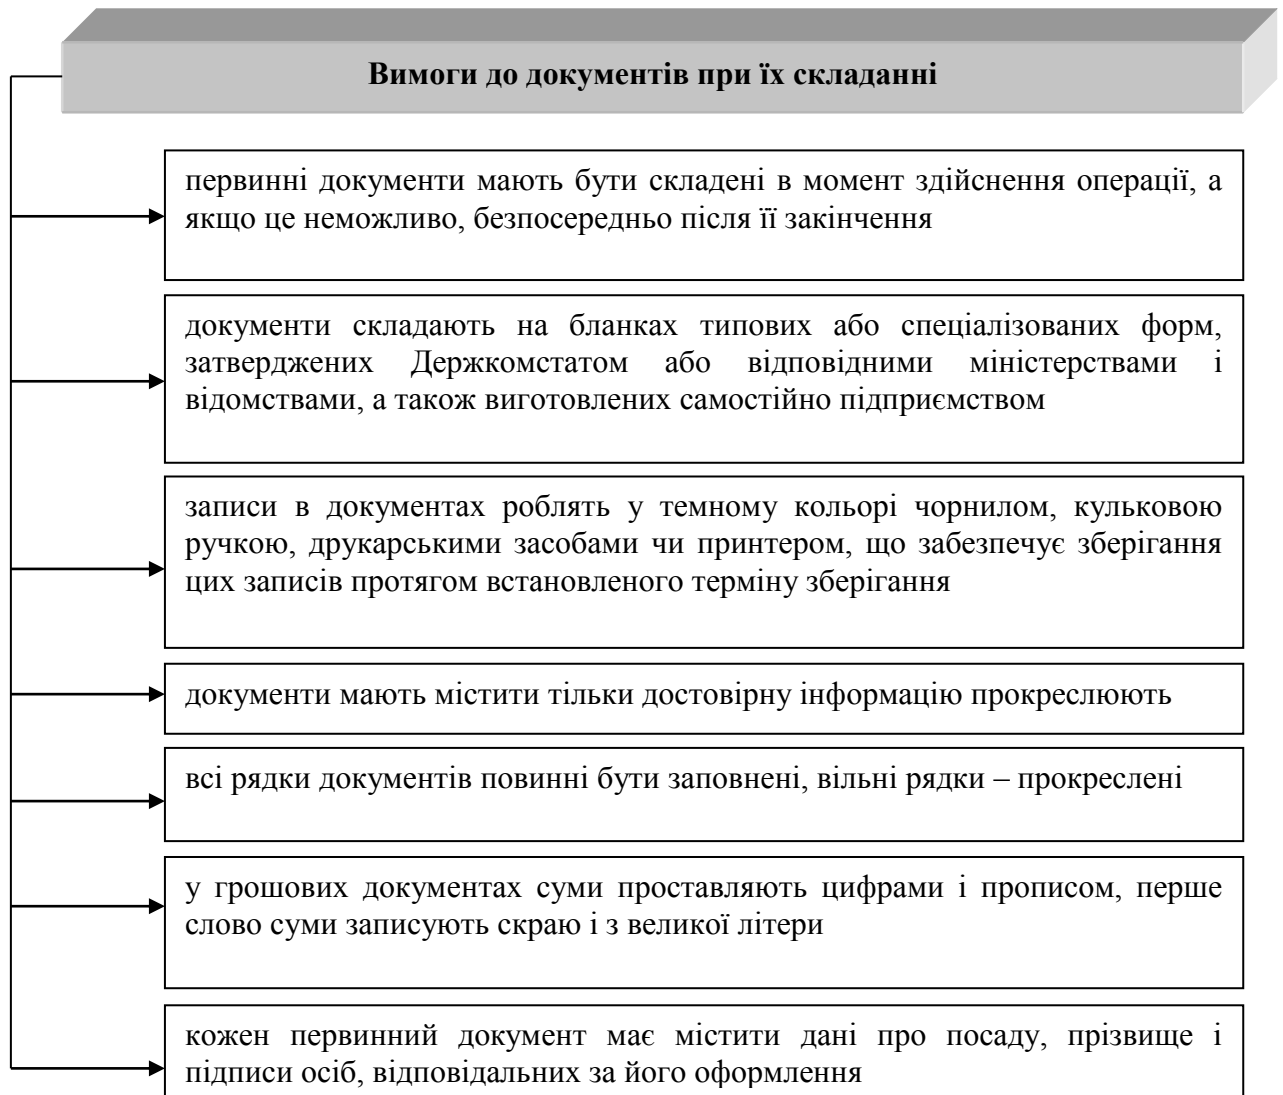 Вимоги до документів при їх складанні
первинні документи мають бути складені в момент здійснення операції, а
якщо це неможливо, безпосередньо після її закінчення
документи складають на бланках типових або спеціалізованих форм,
затверджених Держкомстатом або відповідними міністерствами і
відомствами, а також виготовлених самостійно підприємством
записи в документах роблять у темному кольорі чорнилом, кульковою
ручкою, друкарськими засобами чи принтером, що забезпечує зберігання
цих записів протягом встановленого терміну зберігання
документи мають містити тільки достовірну інформацію прокреслюють
всі рядки документів повинні бути заповнені, вільні рядки – прокреслені
у грошових документах суми проставляють цифрами і прописом, перше
слово суми записують скраю і з великої літери
кожен первинний документ має містити дані про посаду, прізвище і
підписи осіб, відповідальних за його оформлення